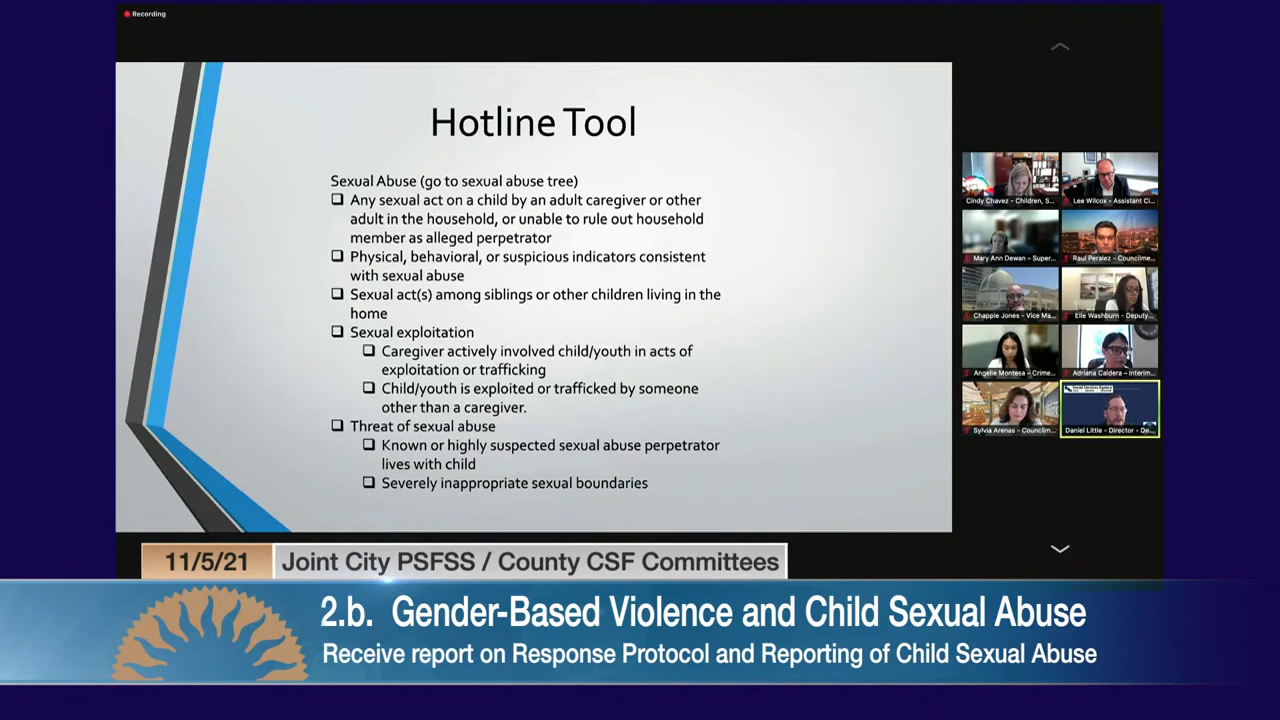 Recording
Hotline Tool
Sexual Abuse (go to sexual abuse tree)
Any sexual act on a child by an adult caregiver or other
adult in the household, or unable to rule out household
member as alleged perpetrator
Physical, behavioral, or suspicious indicators consistent
with sexual abuse
Sexual act(s) among siblings or other children living in the
home
Sexual exploitation
Caregiver actively involved child/youth in acts of
exploitation or trafficking
Child/youth is exploited or trafficked by someone
other than a caregiver.
Threat of sexual abuse
Known or highly suspected sexual abuse perpetrator
lives with child
Severely inappropriate sexual boundaries
Cindy Chavez - Children, S...
Lee Wilcox - Assistant Ci...
Mary Ann Dewan – Super...
Raul Peralez - Councilme...
Chappie Jones - Vice Ma...
Elle Washburn - Deputy...
Angelie Montesa - Crime...
Adriana Caldera – Interim...
Social Services Agency
Sylvia Arenas - Councilm...
Daniel Little - Director - De...
11/5/21
Joint City PSFSS / County CSF Committees
2.b. Gender-Based Violence and Child Sexual Abuse
Receive report on Response Protocol and Reporting of Child Sexual Abuse